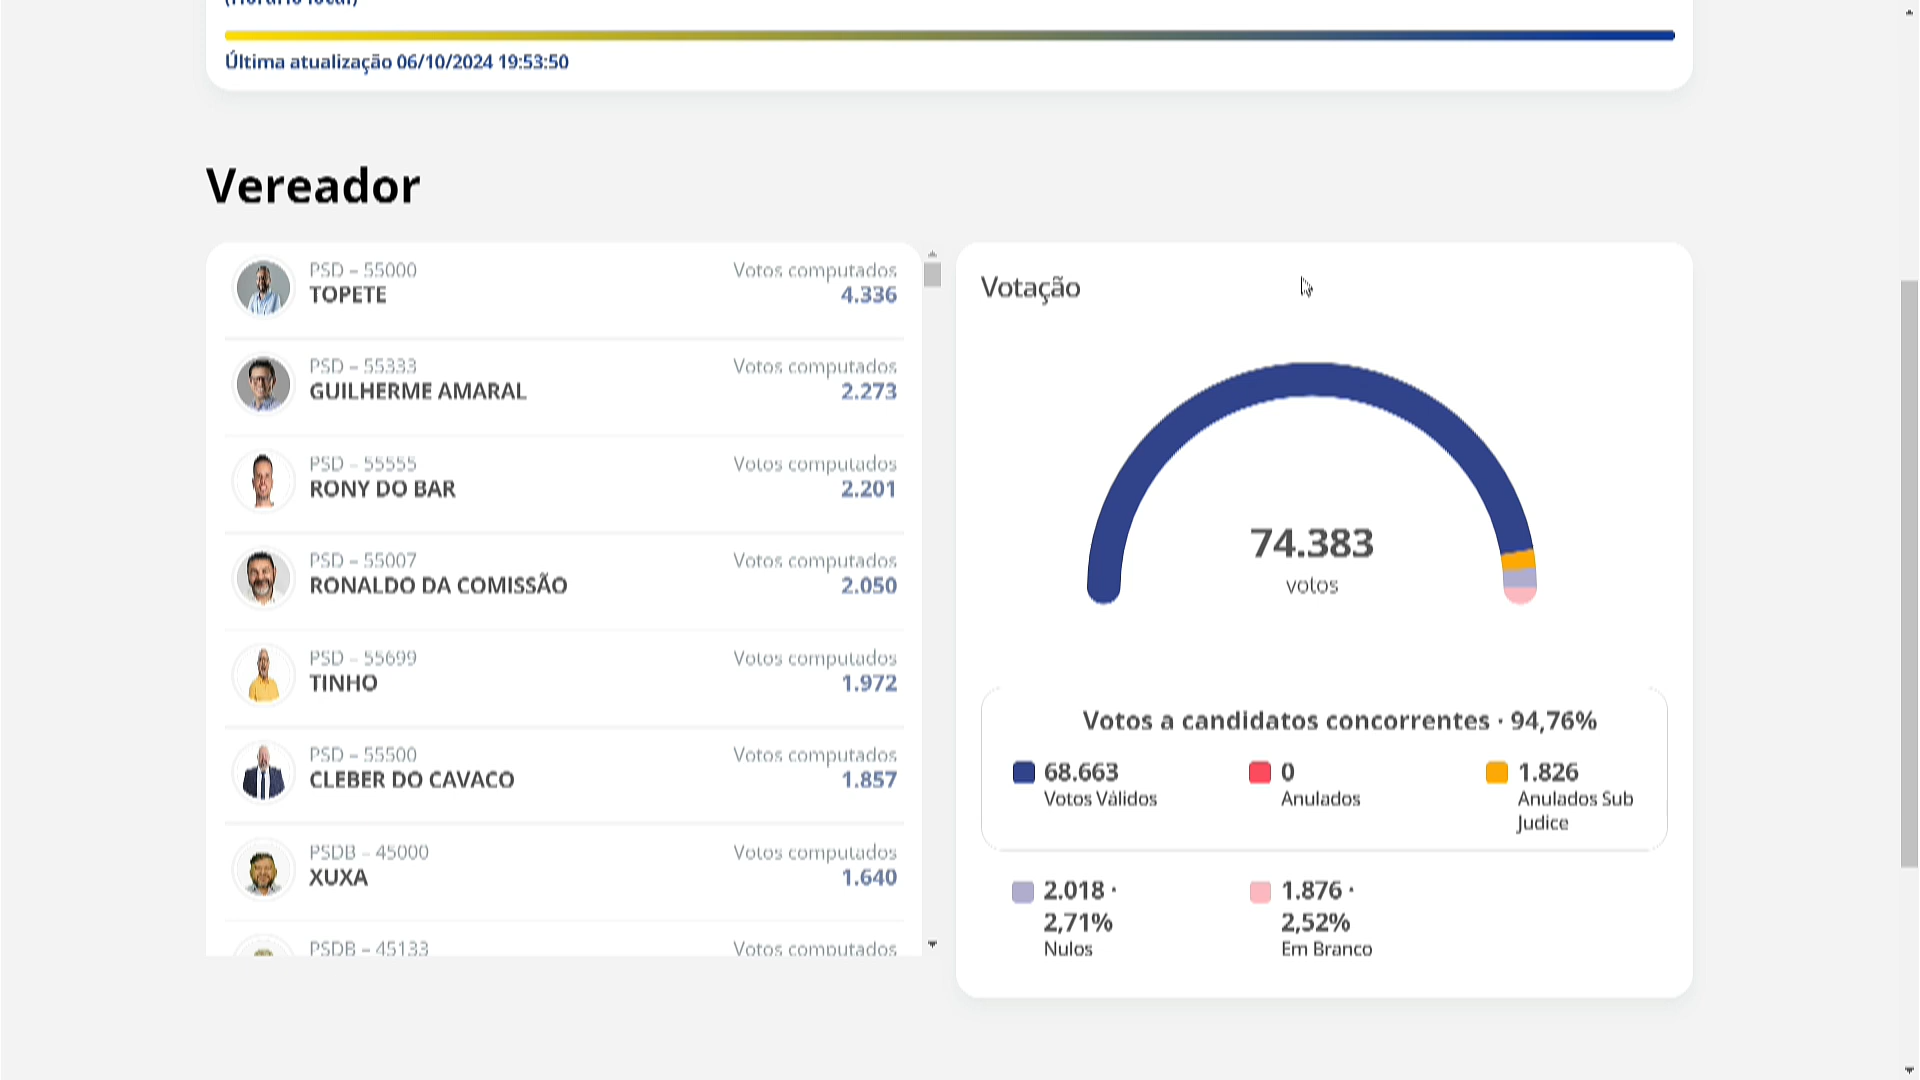 (Horário local)
Última atualização 06/10/2024 19:53:50
Vereador
PSD – 55000
TOPETE
Votos computados
4.336
PSD – 55333
GUILHERME AMARAL
Votos computados
2.273
PSD – 55555
RONY DO BAR
Votos computados
2.201
PSD – 55007
RONALDO DA COMISSÃO
Votos computados
2.050
PSD – 55699
TINHO
Votos computados
1.972
PSD – 55500
CLEBER DO CAVACO
Votos computados
1.857
PSDB – 45000
XUXA
Votos computados
1.640
PSDB – 45133
Votos computados
Votação
74.383
votos
Votos a candidatos concorrentes · 94,76%
68.663
Votos Válidos
0
Anulados
1.826
Anulados Sub
Judice
2.018 ·
2,71%
Nulos
1.876 ·
2,52%
Em Branco